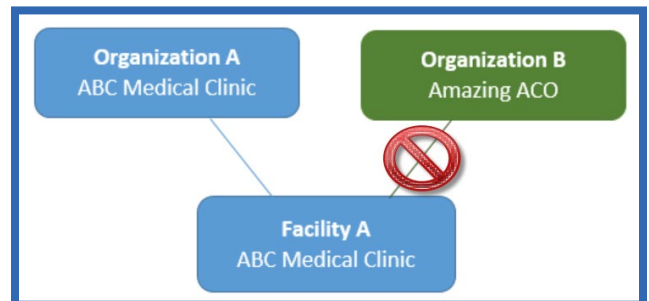 Organization A
ABC Medical Clinic
Organization B
Amazing ACO
Facility A
ABC Medical Clinic